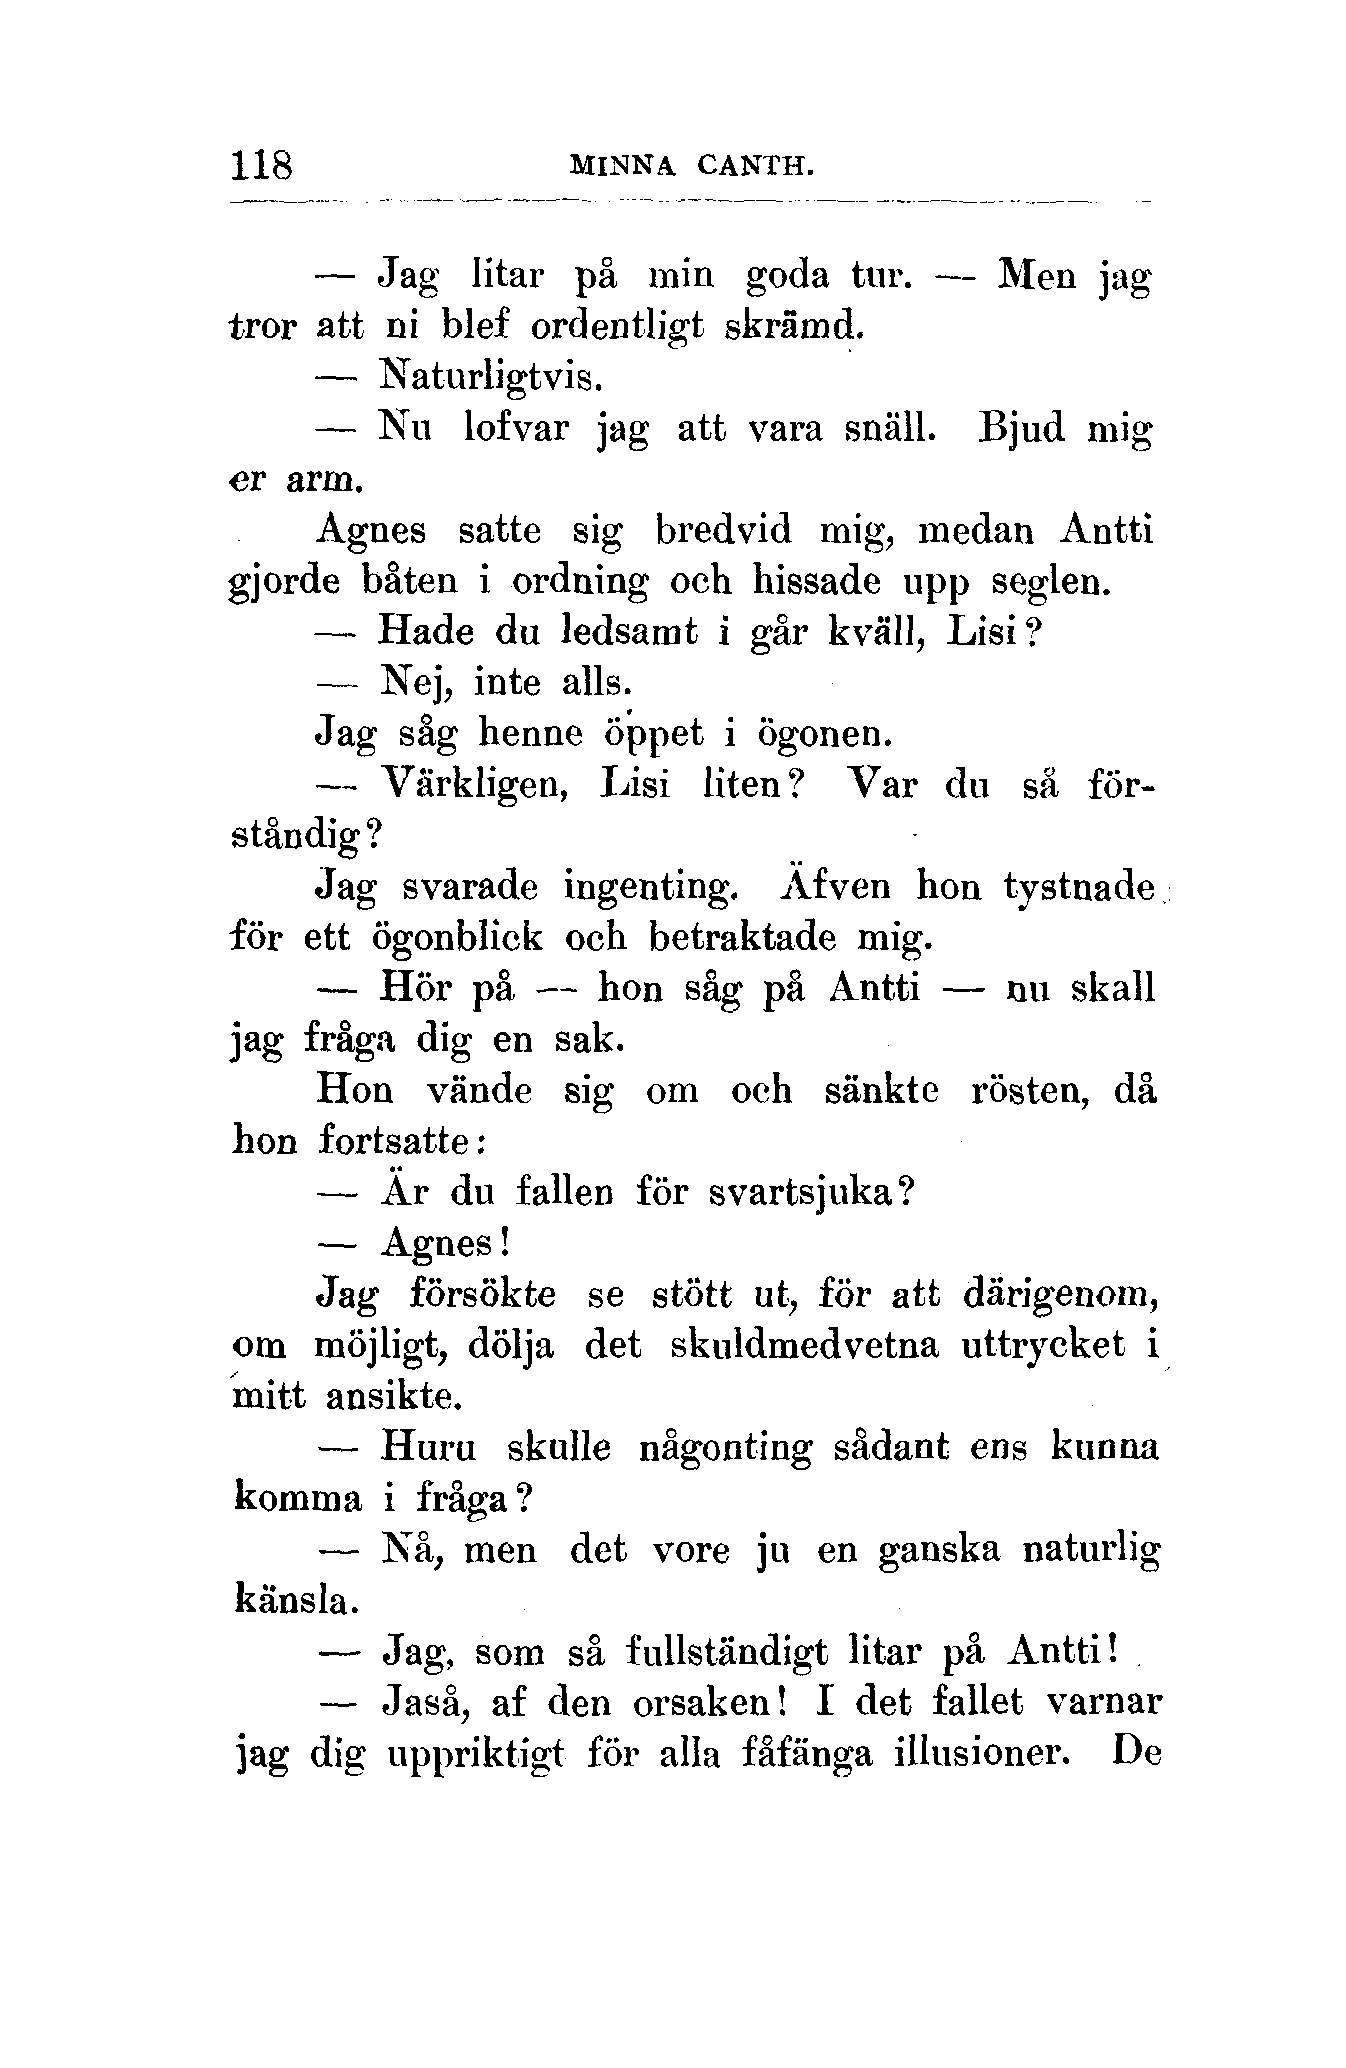 118 MINNA CANTH.
— Jag litar på min goda tur. — Men jag
tror att ni blef ordentligt skrämd.
— Naturligtvis.
— Nu lofvar jag att vara snäll. Bjud mig
er arm.
Agnes satte sig bredvid mig, medan Antti
gjorde båten i ordning och hissade upp seglen.
— Hade du ledsamt i går kväll, Lisi?
— Nej, inte alls.
Jag såg henne öppet i ögonen.
— Värkligen, Lisi liten? Var du så för-
ståndig?
Jag svarade ingenting. Äfven hon tystnade
för ett ögonblick och betraktade mig.
— Hör på — hon såg på Antti — nu skall
jag fråga dig en sak.
Hon vände sig om och sänkte rösten, då
hon fortsatte:
— Är du fallen för svartsjuka?
— Agnes!
Jag försökte se stött ut, för att därigenom,
om möjligt, dölja det skuldmedvetna uttrycket i
mitt ansikte.
— Huru skulle någonting sådant ens kunna
komma i fråga?
— Nå, men det vore ju en ganska naturlig
känsla.
— Jag, som så fullständigt litar på Antti!
— Jaså, af den orsaken! I det fallet varnar
jag dig uppriktigt för alla fåfänga illusioner. De